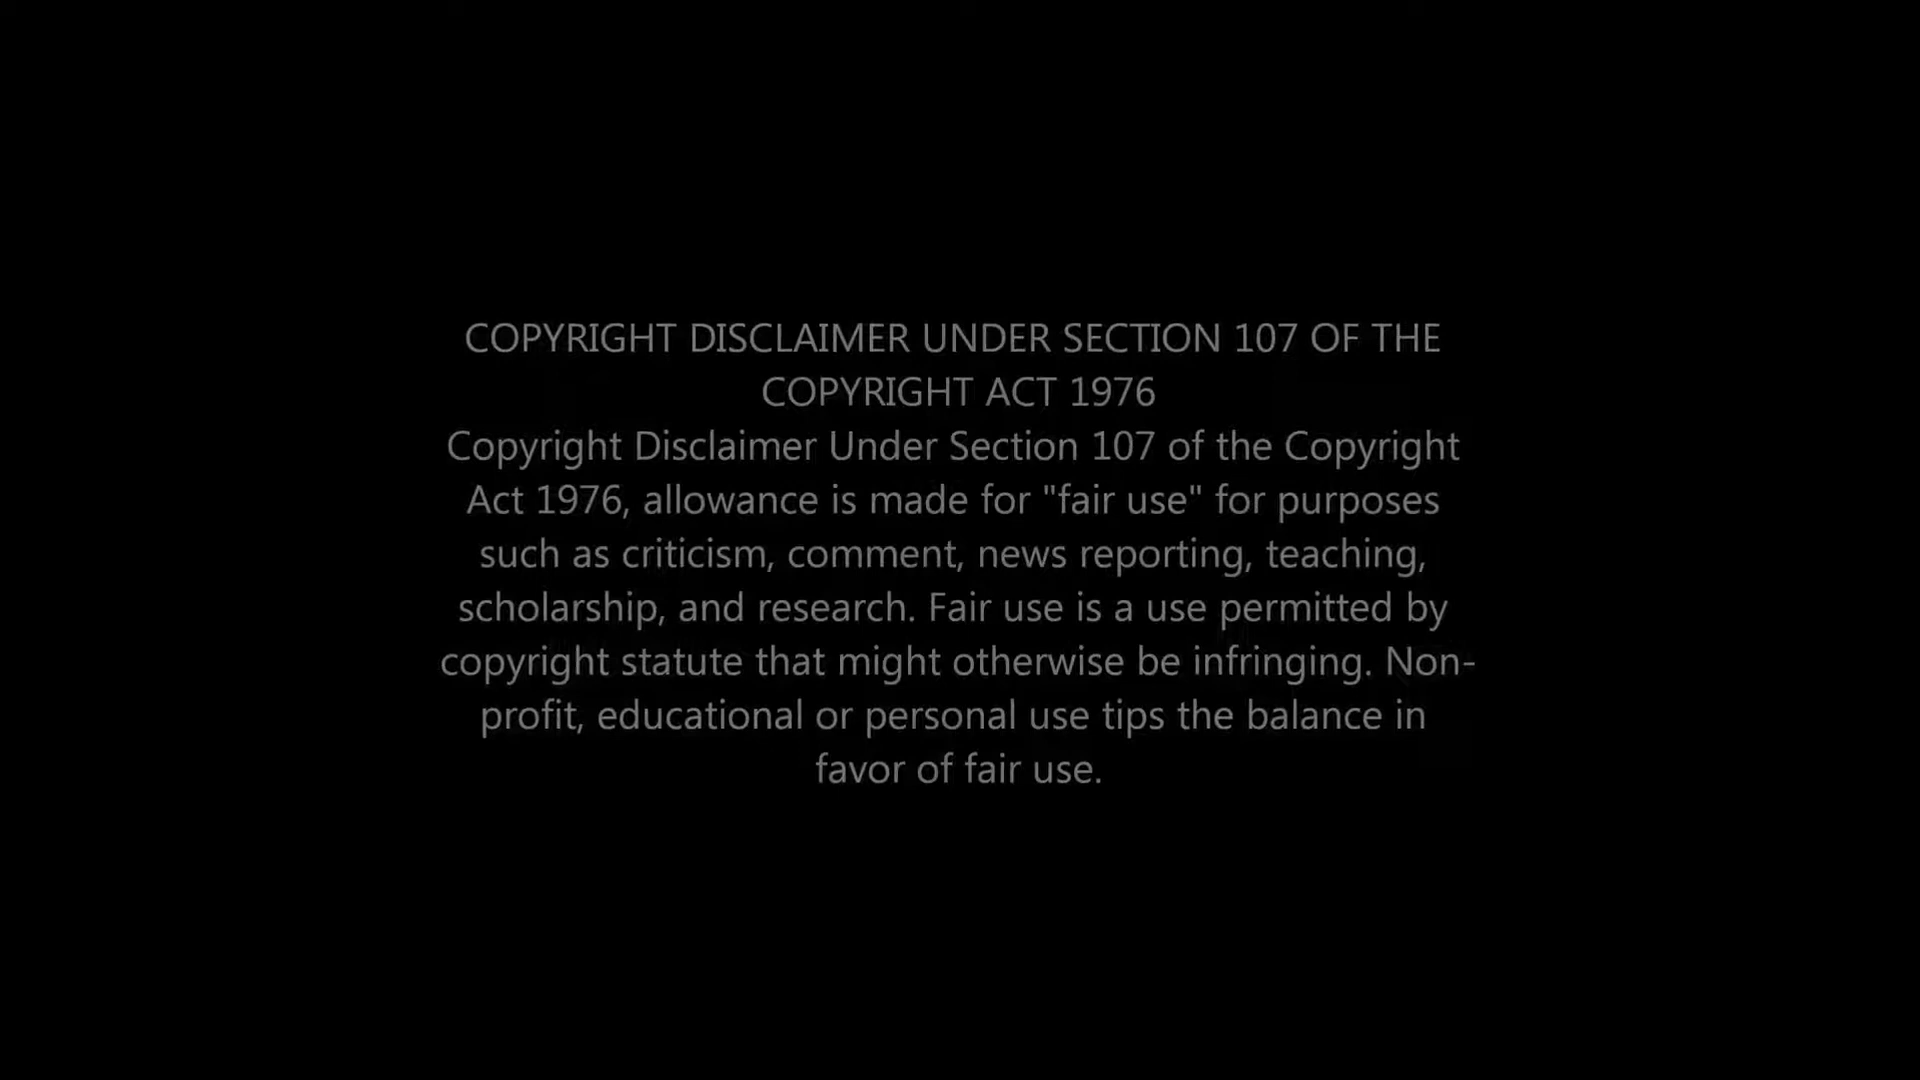 COPYRIGHT DISCLAIMER UNDER SECTION 107 OF THE
COPYRIGHT ACT 1976
Copyright Disclaimer Under Section 107 of the Copyright
Act 1976, allowance is made for "fair use" for purposes
such as criticism, comment, news reporting, teaching,
scholarship, and research. Fair use is a use permitted by
copyright statute that might otherwise be infringing. Non-
profit, educational or personal use tips the balance in
favor of fair use.